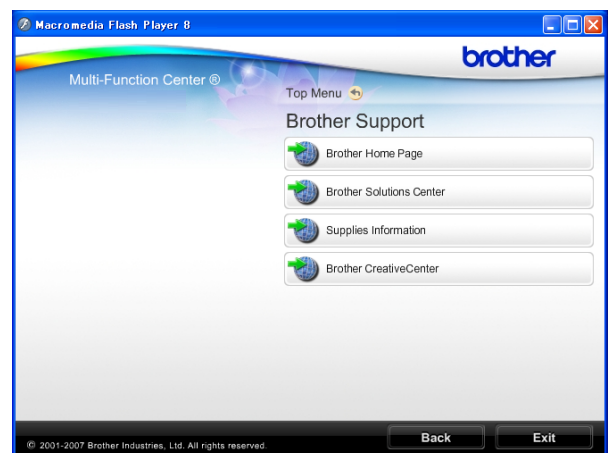 Macromedia Flash Player 8
brother
Multi-Function Center ®
Top Menu
Brother Support
Brother Home Page
Brother Solutions Center
Supplies Information
Brother CreativeCenter
© 2001-2007 Brother Industries, Ltd. All rights reserved.
Back
Exit